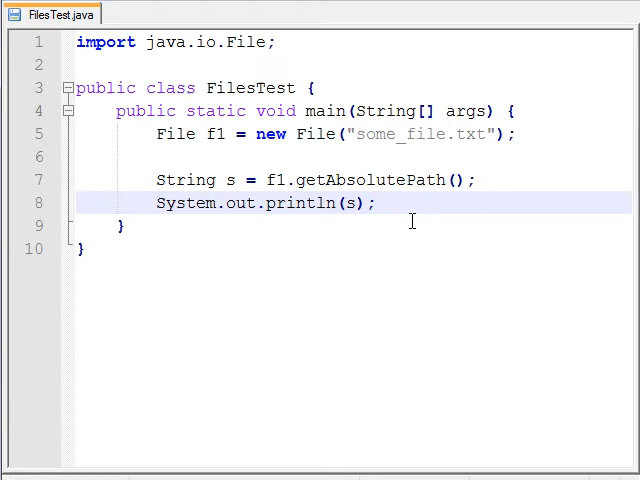 FilesTest.java
1 import java.io.File;
2
3 public class FilesTest {
4 public static void main(String[] args) {
5 File f1 = new File("some_file.txt");
6
7 String s = f1.getAbsolutePath();
8 System.out.println(s);
9 }
10 }